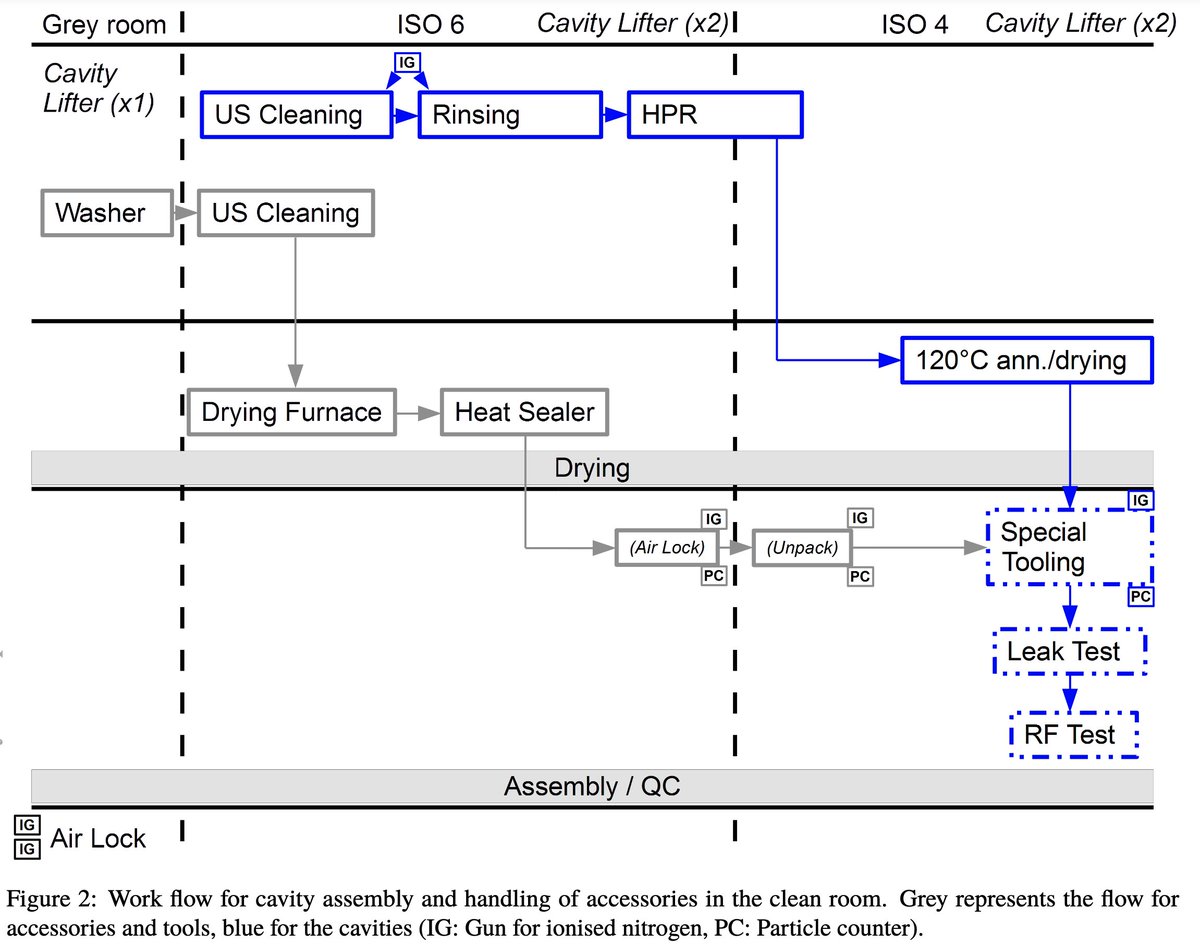 Grey room
ISO 6
Cavity Lifter (x2)
ISO 4
Cavity Lifter (x2)
Cavity
Lifter (x1)
IG
US Cleaning
Rinsing
HPR
Washer
US Cleaning
120°C ann./drying
Drying Furnace
Heat Sealer
Drying
IG
(Air Lock)
PC
IG
(Unpack)
PC
IG
Special
Tooling
PC
Leak Test
RF Test
Assembly / QC
IG
IG
Air Lock
Figure 2: Work flow for cavity assembly and handling of accessories in the clean room. Grey represents the flow for
accessories and tools, blue for the cavities (IG: Gun for ionised nitrogen, PC: Particle counter).